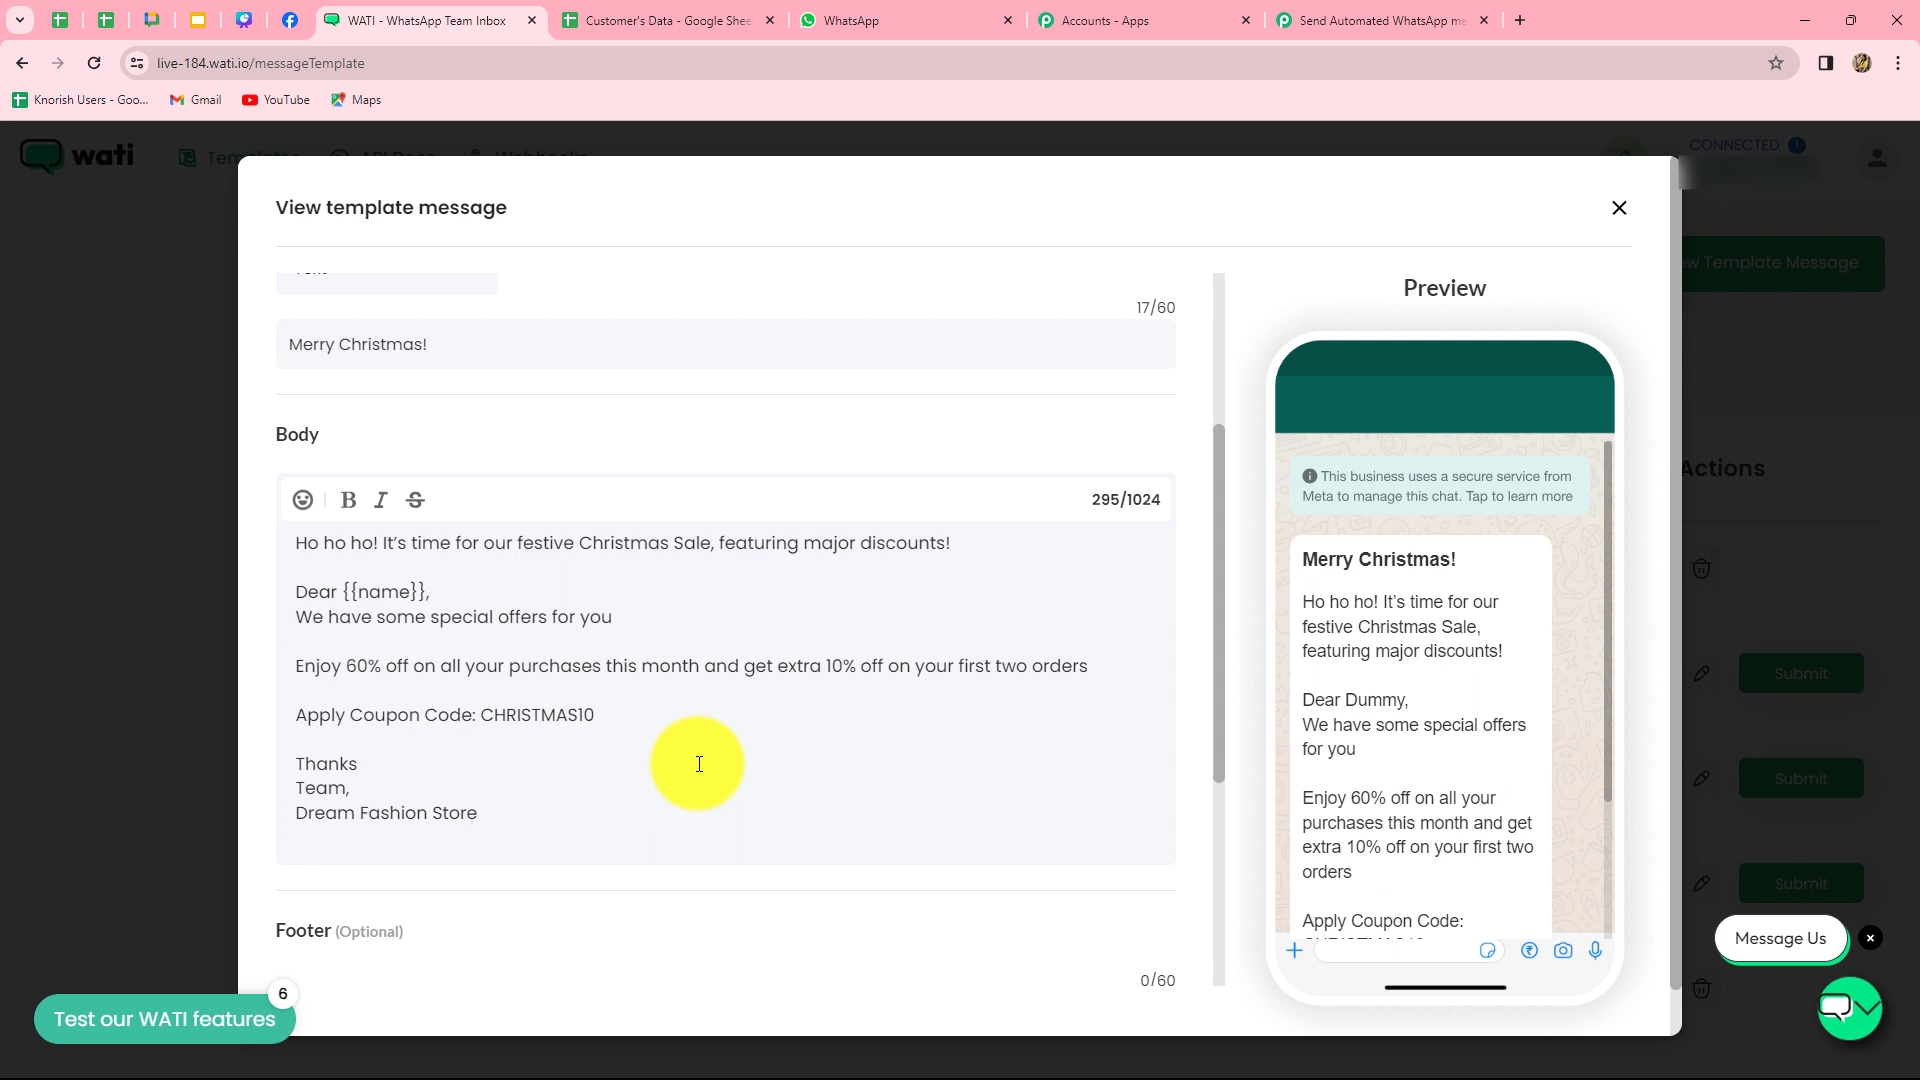 WATI - WhatsApp Team Inbox
Customer's Data - Google Shee
WhatsApp
Accounts - Apps
Send Automated WhatsApp me
live-184.wati.io/messageTemplate
Knorish Users - Goo...
Gmail
YouTube
Maps
wati
CONNECTED
View template message
ew Template Message
17/60
Merry Christmas!
Body
B I S
295/1024
Ho ho ho! It's time for our festive Christmas Sale, featuring major discounts!
Dear {{name}},
We have some special offers for you
Enjoy 60% off on all your purchases this month and get extra 10% off on your first two orders
Apply Coupon Code: CHRISTMAS10
Thanks
Team,
Dream Fashion Store
Footer (Optional)
0/60
Preview
This business uses a secure service from
Meta to manage this chat. Tap to learn more
Merry Christmas!
Ho ho ho! It's time for our
festive Christmas Sale,
featuring major discounts!
Dear Dummy,
We have some special offers
for you
Enjoy 60% off on all your
purchases this month and get
extra 10% off on your first two
orders
Apply Coupon Code:
Actions
Submit
Submit
Submit
Message Us
6
Test our WATI features